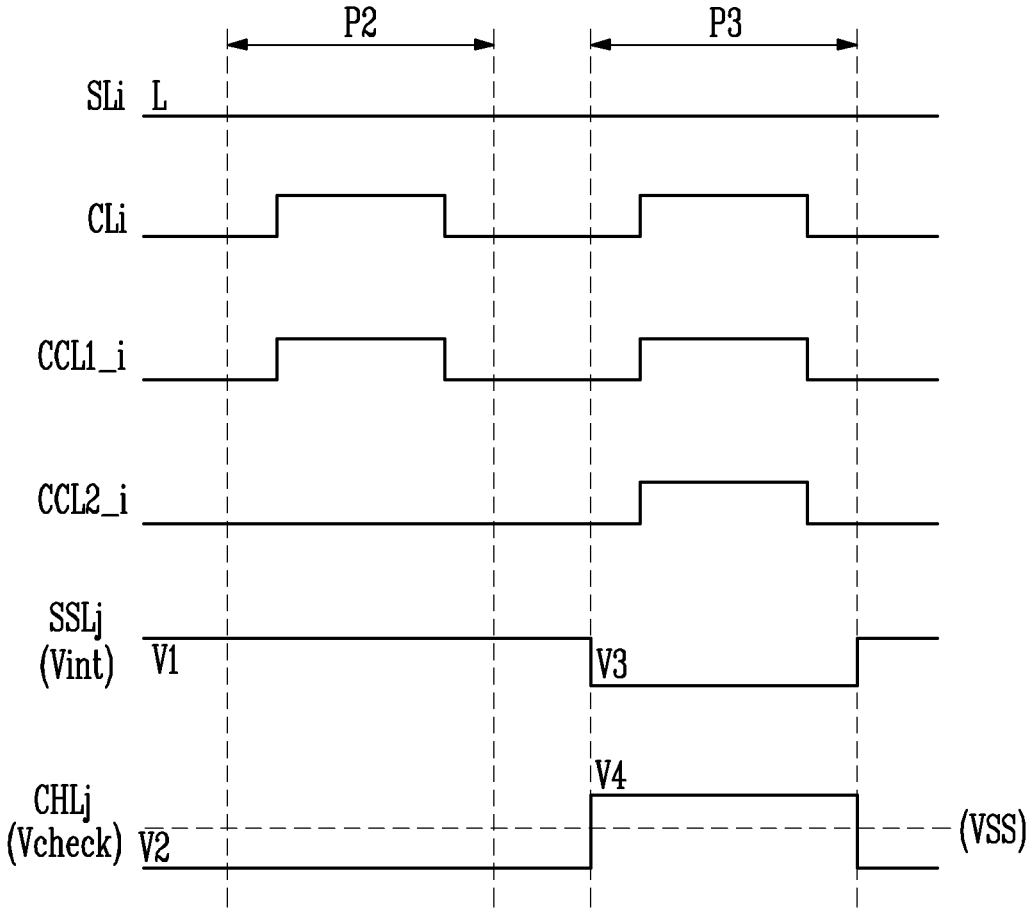 P2 P3
SLi L
CLi
CCL1_i
CCL2_i
SSLj
(Vint) V1 V3
V4
CHLj
(Vcheck) V2 (VSS)